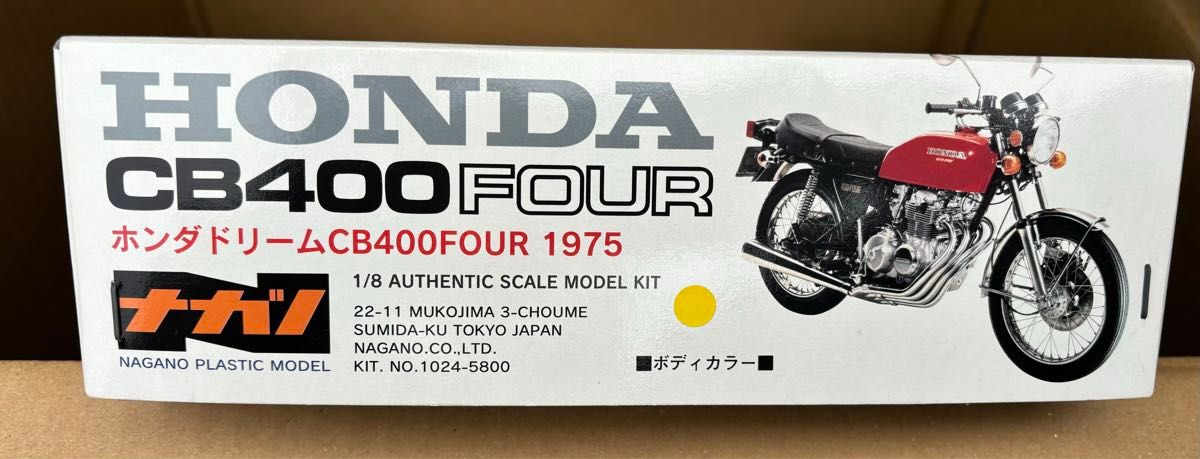 HONDA
CB400FOUR
ホンダドリームCB400FOUR 1975
ナガノ
NAGANO PLASTIC MODEL
1/8 AUTHENTIC SCALE MODEL KIT
22-11 MUKOJIMA 3-CHOUME
SUMIDA-KU TOKYO JAPAN
NAGANO.CO.,LTD.
KIT. NO.1024-5800
■ボディカラー■
HONDA